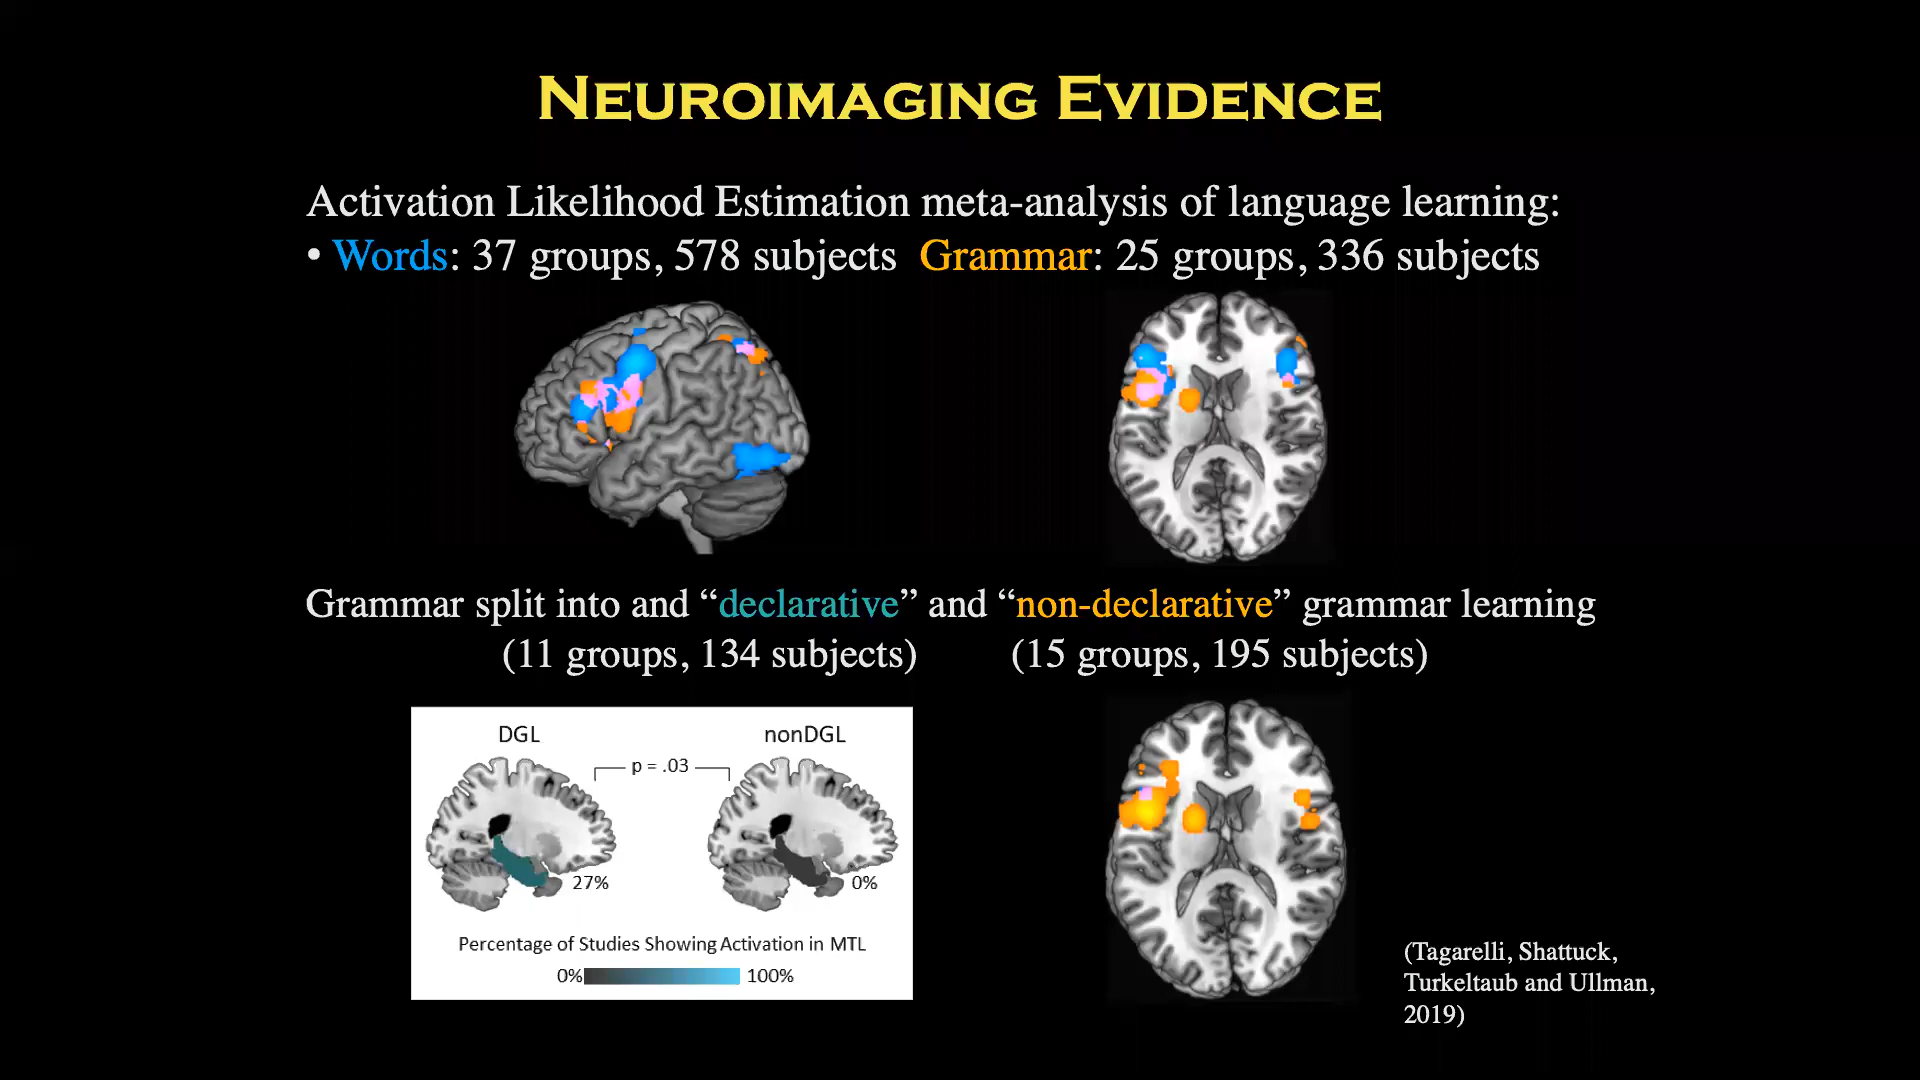 NEUROIMAGING EVIDENCE
Activation Likelihood Estimation meta-analysis of language learning:
• Words: 37 groups, 578 subjects Grammar: 25 groups, 336 subjects
Grammar split into and “declarative” and “non-declarative” grammar learning
(11 groups, 134 subjects) (15 groups, 195 subjects)
DGL nonDGL
p = .03
27% 0%
Percentage of Studies Showing Activation in MTL
0% 100%
(Tagarelli, Shattuck,
Turkeltaub and Ullman,
2019)